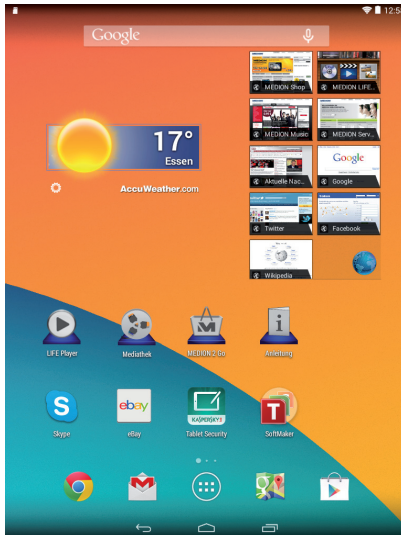 12:5
Google
MEDION Shop
MEDION LIFE...
17°
Essen
MEDION Music
MEDION Serv...
AccuWeather.com
Aktuelle Nac...
Google
Google
Twitter
Facebook
Wikipedia
LIFE Player
Mediathek
MEDION 2 Go
Anleitung
ebay
KASPERSKY
Skype
eBay
Tablet Security
SoftMaker